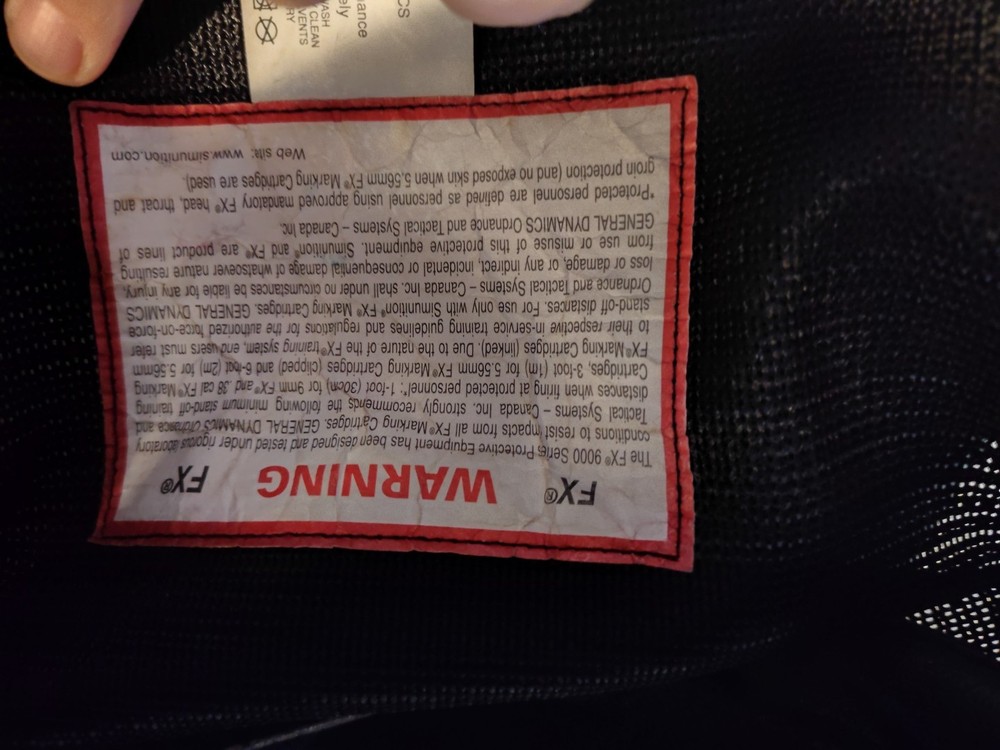 FX® WARNING FX®
The FX® 9000 Series Protective Equipment has been designed and tested under rigorous laboratory
conditions to resist impacts from all FX® Marking Cartridges. GENERAL DYNAMICS Ordnance and
Tactical Systems – Canada Inc. strongly recommends the following minimum stand-off training
distances when firing at protected personnel*: 1-foot (30cm) for 9mm FX® and .38 cal FX® Marking
Cartridges, 3-foot (1m) for 5.56mm FX® Marking Cartridges (clipped) and 6-foot (2m) for 5.56mm
FX® Marking Cartridges (linked). Due to the nature of the FX® training system, end users must refer
to their respective in-service training guidelines and regulations for the authorized force-on-force
stand-off distances. For use only with Simunition® FX® Marking Cartridges. GENERAL DYNAMICS
Ordnance and Tactical Systems – Canada Inc. shall under no circumstances be liable for any injury,
loss or damage, or any indirect, incidental or consequential damage of whatsoever nature resulting
from use or misuse of this protective equipment. Simunition® and FX® are product lines of
GENERAL DYNAMICS Ordnance and Tactical Systems – Canada Inc.
*Protected personnel are defined as personnel using approved mandatory FX® head, throat and
groin protection (and no exposed skin when 5.56mm FX® Marking Cartridges are used).
Web site: www.simunition.com
CS
ance
ely
ASH
CLEAN
VENTS
RY